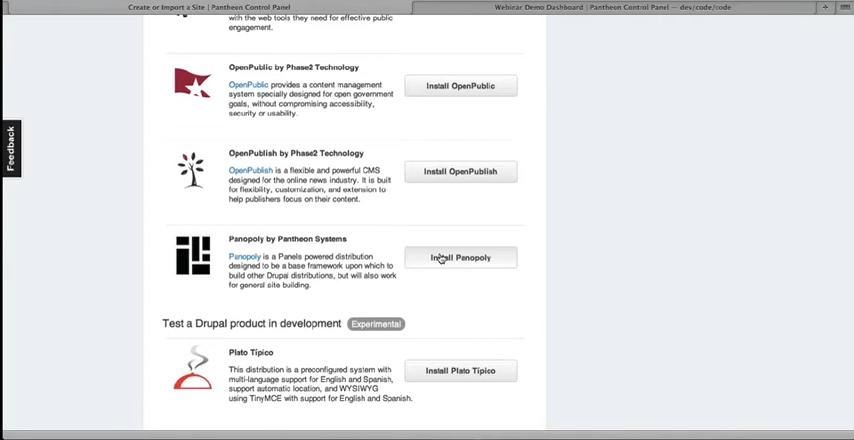 Create or Import a Site | Pantheon Control Panel
Webinar Demo Dashboard | Pantheon Control Panel — dev/code/code
with the web tools they need for effective public
engagement.
OpenPublic by Phase2 Technology
OpenPublic provides a content management
system specially designed for open government
goals, without compromising accessibility,
security or usability.
Install OpenPublic
Feedback
OpenPublish by Phase2 Technology
OpenPublish is a flexible and powerful CMS
designed for the online news industry. It is built
for flexibility, customization, and extension to
help publishers focus on their content.
Install OpenPublish
Panopoly by Pantheon Systems
Panopoly is a Panels powered distribution
designed to be a base framework upon which to
build other Drupal distributions, but will also work
for general site building.
Install Panopoly
Test a Drupal product in development Experimental
Plato Típico
This distribution is a preconfigured system with
multi-language support for English and Spanish,
support automatic location, and WYSIWYG
using TinyMCE with support for English and Spanish.
Install Plato Típico